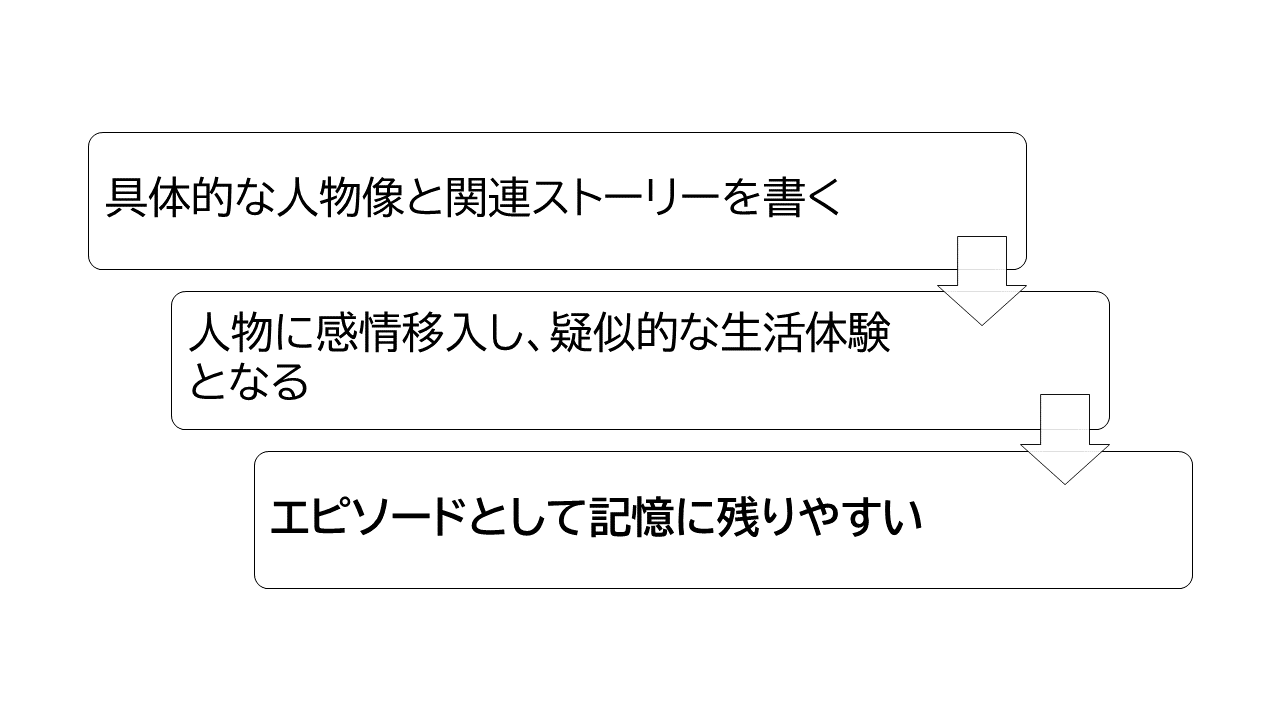 具体的な人物像と関連ストーリーを書く
人物に感情移入し、疑似的な生活体験
となる
エピソードとして記憶に残りやすい